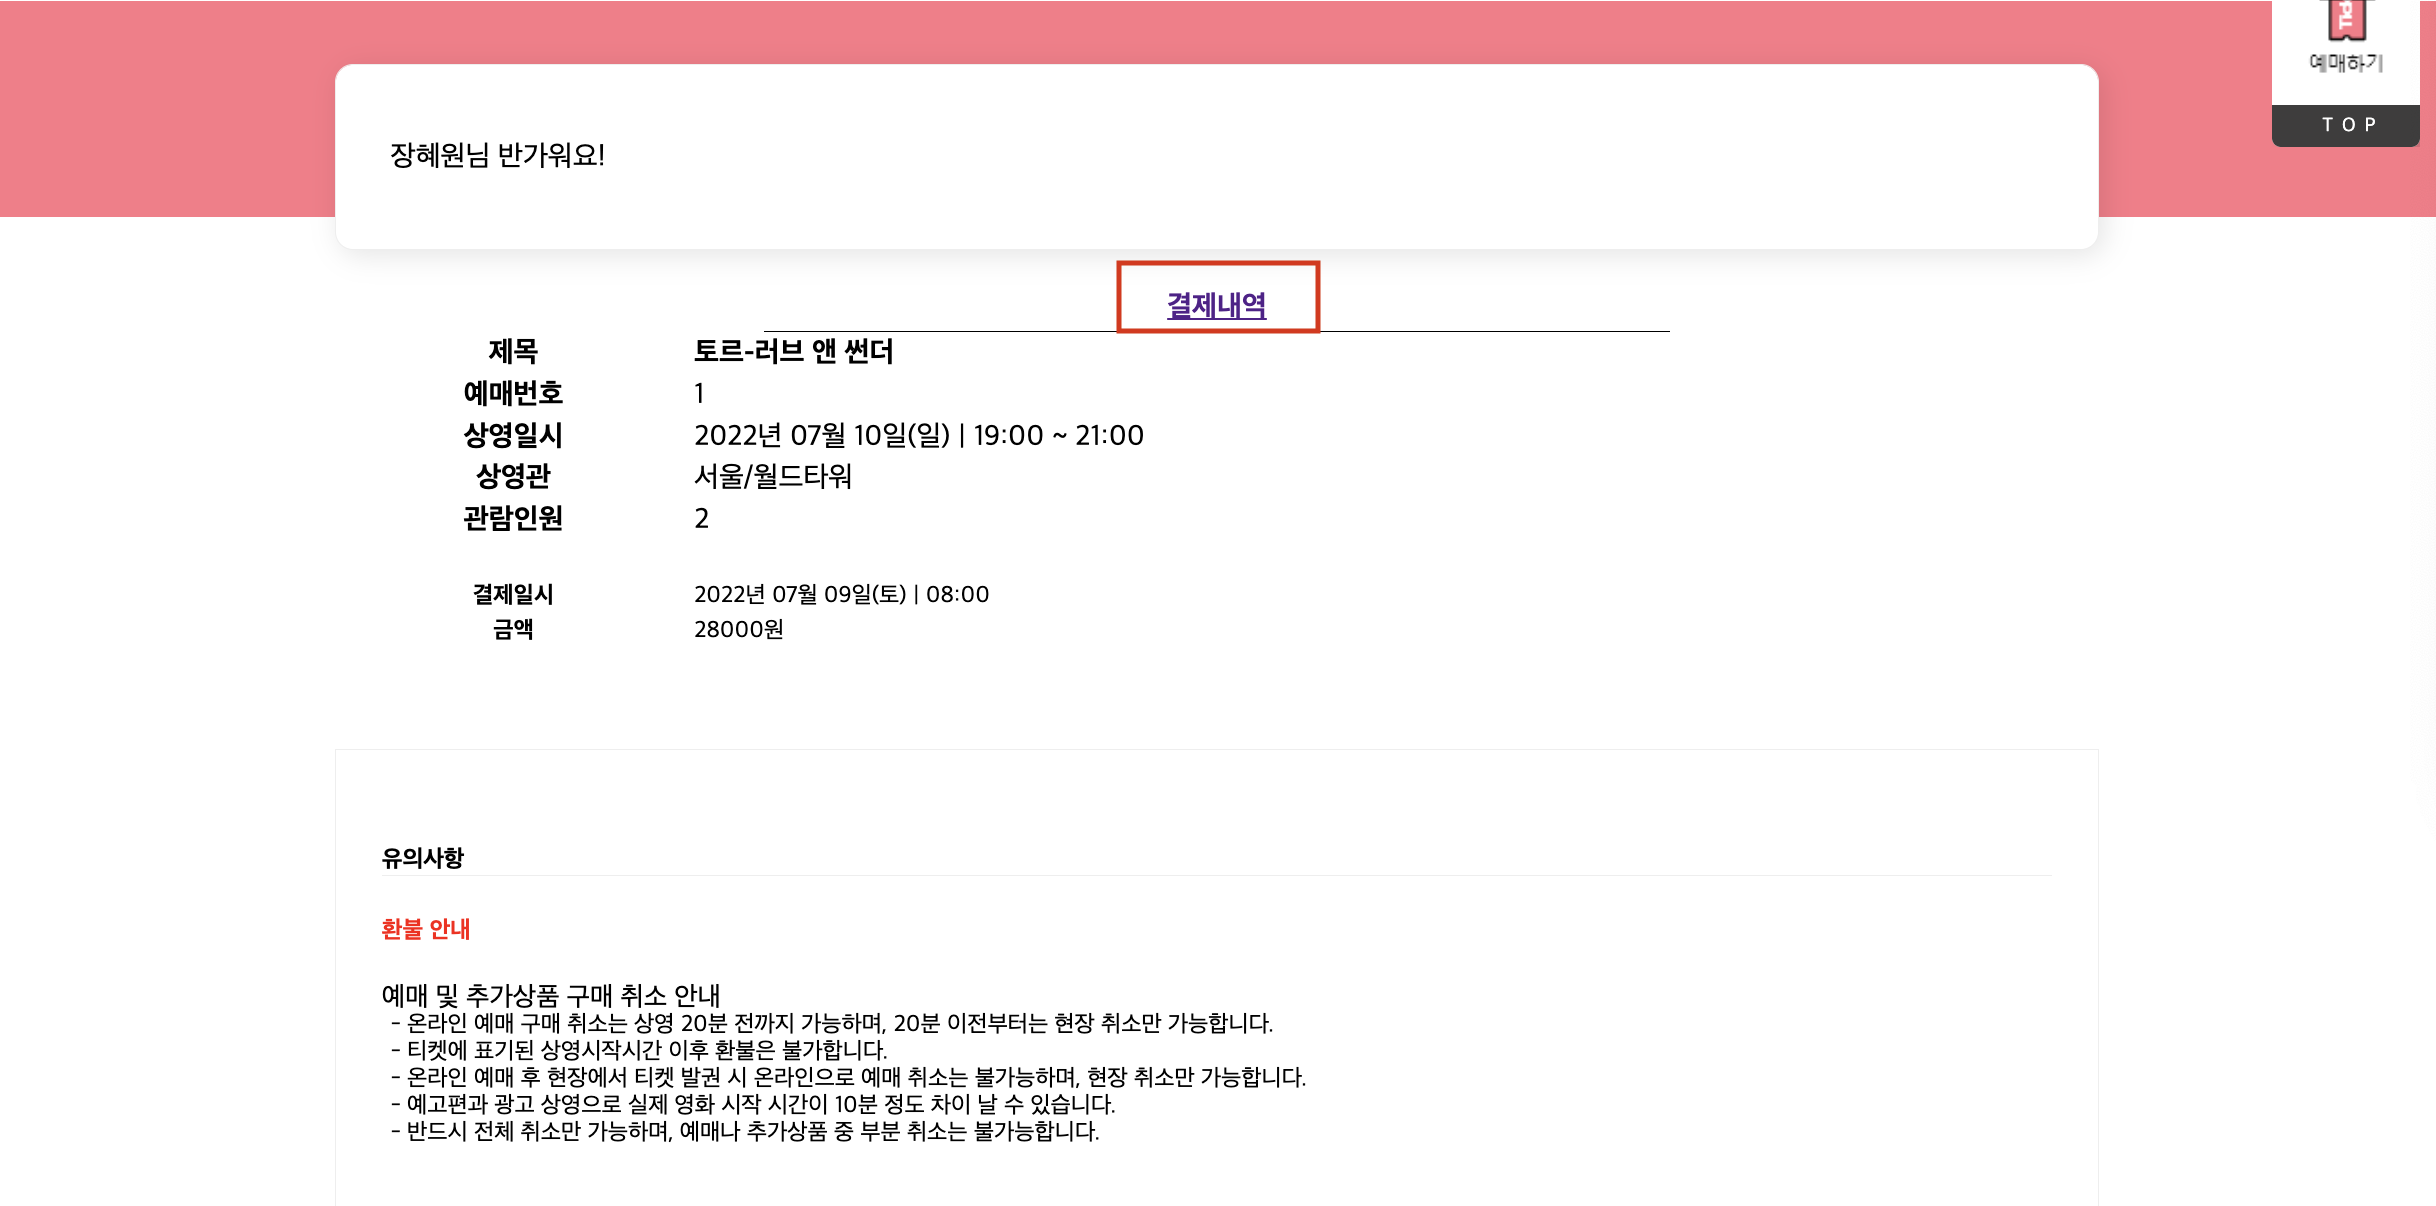 예매하기
TOP
장혜원님 반가워요!
결제내역
제목 토르-러브 앤 썬더
예매번호 1
상영일시 2022년 07월 10일(일) | 19:00 ~ 21:00
상영관 서울/월드타워
관람인원 2
결제일시 2022년 07월 09일(토) | 08:00
금액 28000원
유의사항
환불 안내
예매 및 추가상품 구매 취소 안내
- 온라인 예매 구매 취소는 상영 20분 전까지 가능하며, 20분 이전부터는 현장 취소만 가능합니다.
- 티켓에 표기된 상영시작시간 이후 환불은 불가합니다.
- 온라인 예매 후 현장에서 티켓 발권 시 온라인으로 예매 취소는 불가능하며, 현장 취소만 가능합니다.
- 예고편과 광고 상영으로 실제 영화 시작 시간이 10분 정도 차이 날 수 있습니다.
- 반드시 전체 취소만 가능하며, 예매나 추가상품 중 부분 취소는 불가능합니다.